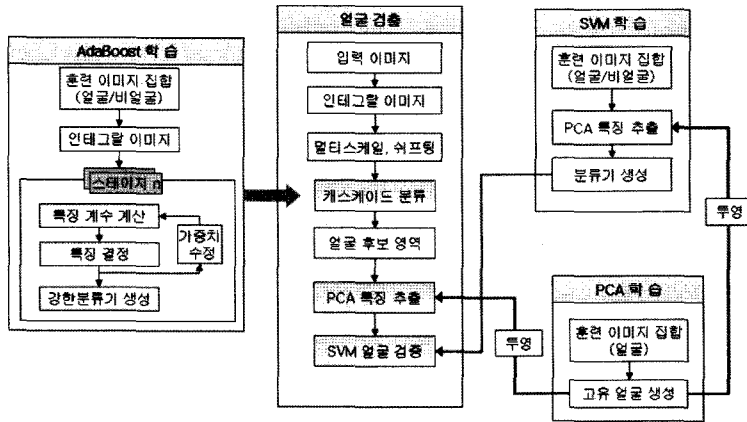 AdaBoost 학 습
훈련 이미지 집합
(얼굴/비얼굴)
인테그랄 이미지
스테이지 n
특징 계수 계산
특징 결정
가중치
수정
강한분류기 생성
얼굴 검출
입력 이미지
인테그랄 이미지
멀티스케일, 쉬프팅
캐스케이드 분류
얼굴 후보 영역
PCA 특징 추출
SVM 얼굴 검증
SVM 학 습
훈련 이미지 집합
(얼굴/비얼굴)
PCA 특징 추출
분류기 생성
투영
투영
PCA 학 습
훈련 이미지 집합
(얼굴)
고유 얼굴 생성